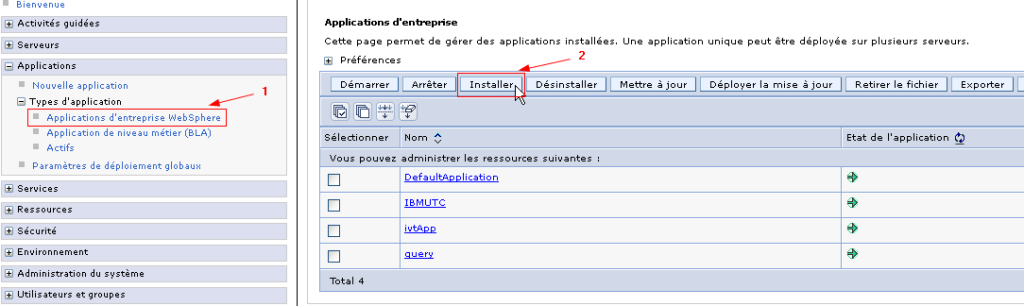 Bienvenue
Activités guidées
Serveurs
Applications
Nouvelle application
Types d'application
1
Applications d'entreprise WebSphere
Application de niveau métier (BLA)
Actifs
Paramètres de déploiement globaux
Services
Ressources
Sécurité
Environnement
Administration du système
Utilisateurs et groupes
Applications d'entreprise
Cette page permet de gérer des applications installées. Une application unique peut être déployée sur plusieurs serveurs.
Préférences
2
Démarrer Arrêter Installer Désinstaller Mettre à jour Déployer la mise à jour Retirer le fichier Exporter
Sélectionner Nom Etat de l'application
Vous pouvez administrer les ressources suivantes :
DefaultApplication
IBMUTC
ivtApp
query
Total 4